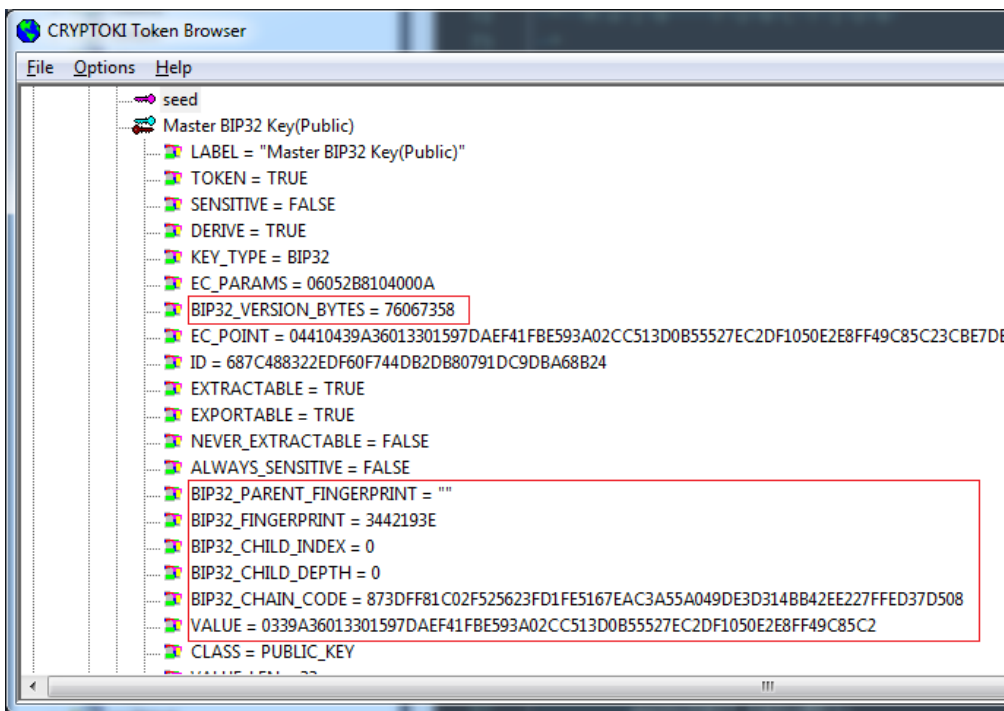 CRYPTOKI Token Browser
File Options Help
seed
Master BIP32 Key(Public)
LABEL = "Master BIP32 Key(Public)"
TOKEN = TRUE
SENSITIVE = FALSE
DERIVE = TRUE
KEY_TYPE = BIP32
EC_PARAMS = 06052B8104000A
BIP32_VERSION_BYTES = 76067358
EC_POINT = 04410439A36013301597DAEF41FBE593A02CC513D0B55527EC2DF1050E2E8FF49C85C23CBE7DE
ID = 687C488322EDF60F744DB2DB80791DC9DBA68B24
EXTRACTABLE = TRUE
EXPORTABLE = TRUE
NEVER_EXTRACTABLE = FALSE
ALWAYS_SENSITIVE = FALSE
BIP32_PARENT_FINGERPRINT = ""
BIP32_FINGERPRINT = 3442193E
BIP32_CHILD_INDEX = 0
BIP32_CHILD_DEPTH = 0
BIP32_CHAIN_CODE = 873DFF81C02F525623FD1FE5167EAC3A55A049DE3D314BB42EE227FFED37D508
VALUE = 0339A36013301597DAEF41FBE593A02CC513D0B55527EC2DF1050E2E8FF49C85C2
CLASS = PUBLIC_KEY